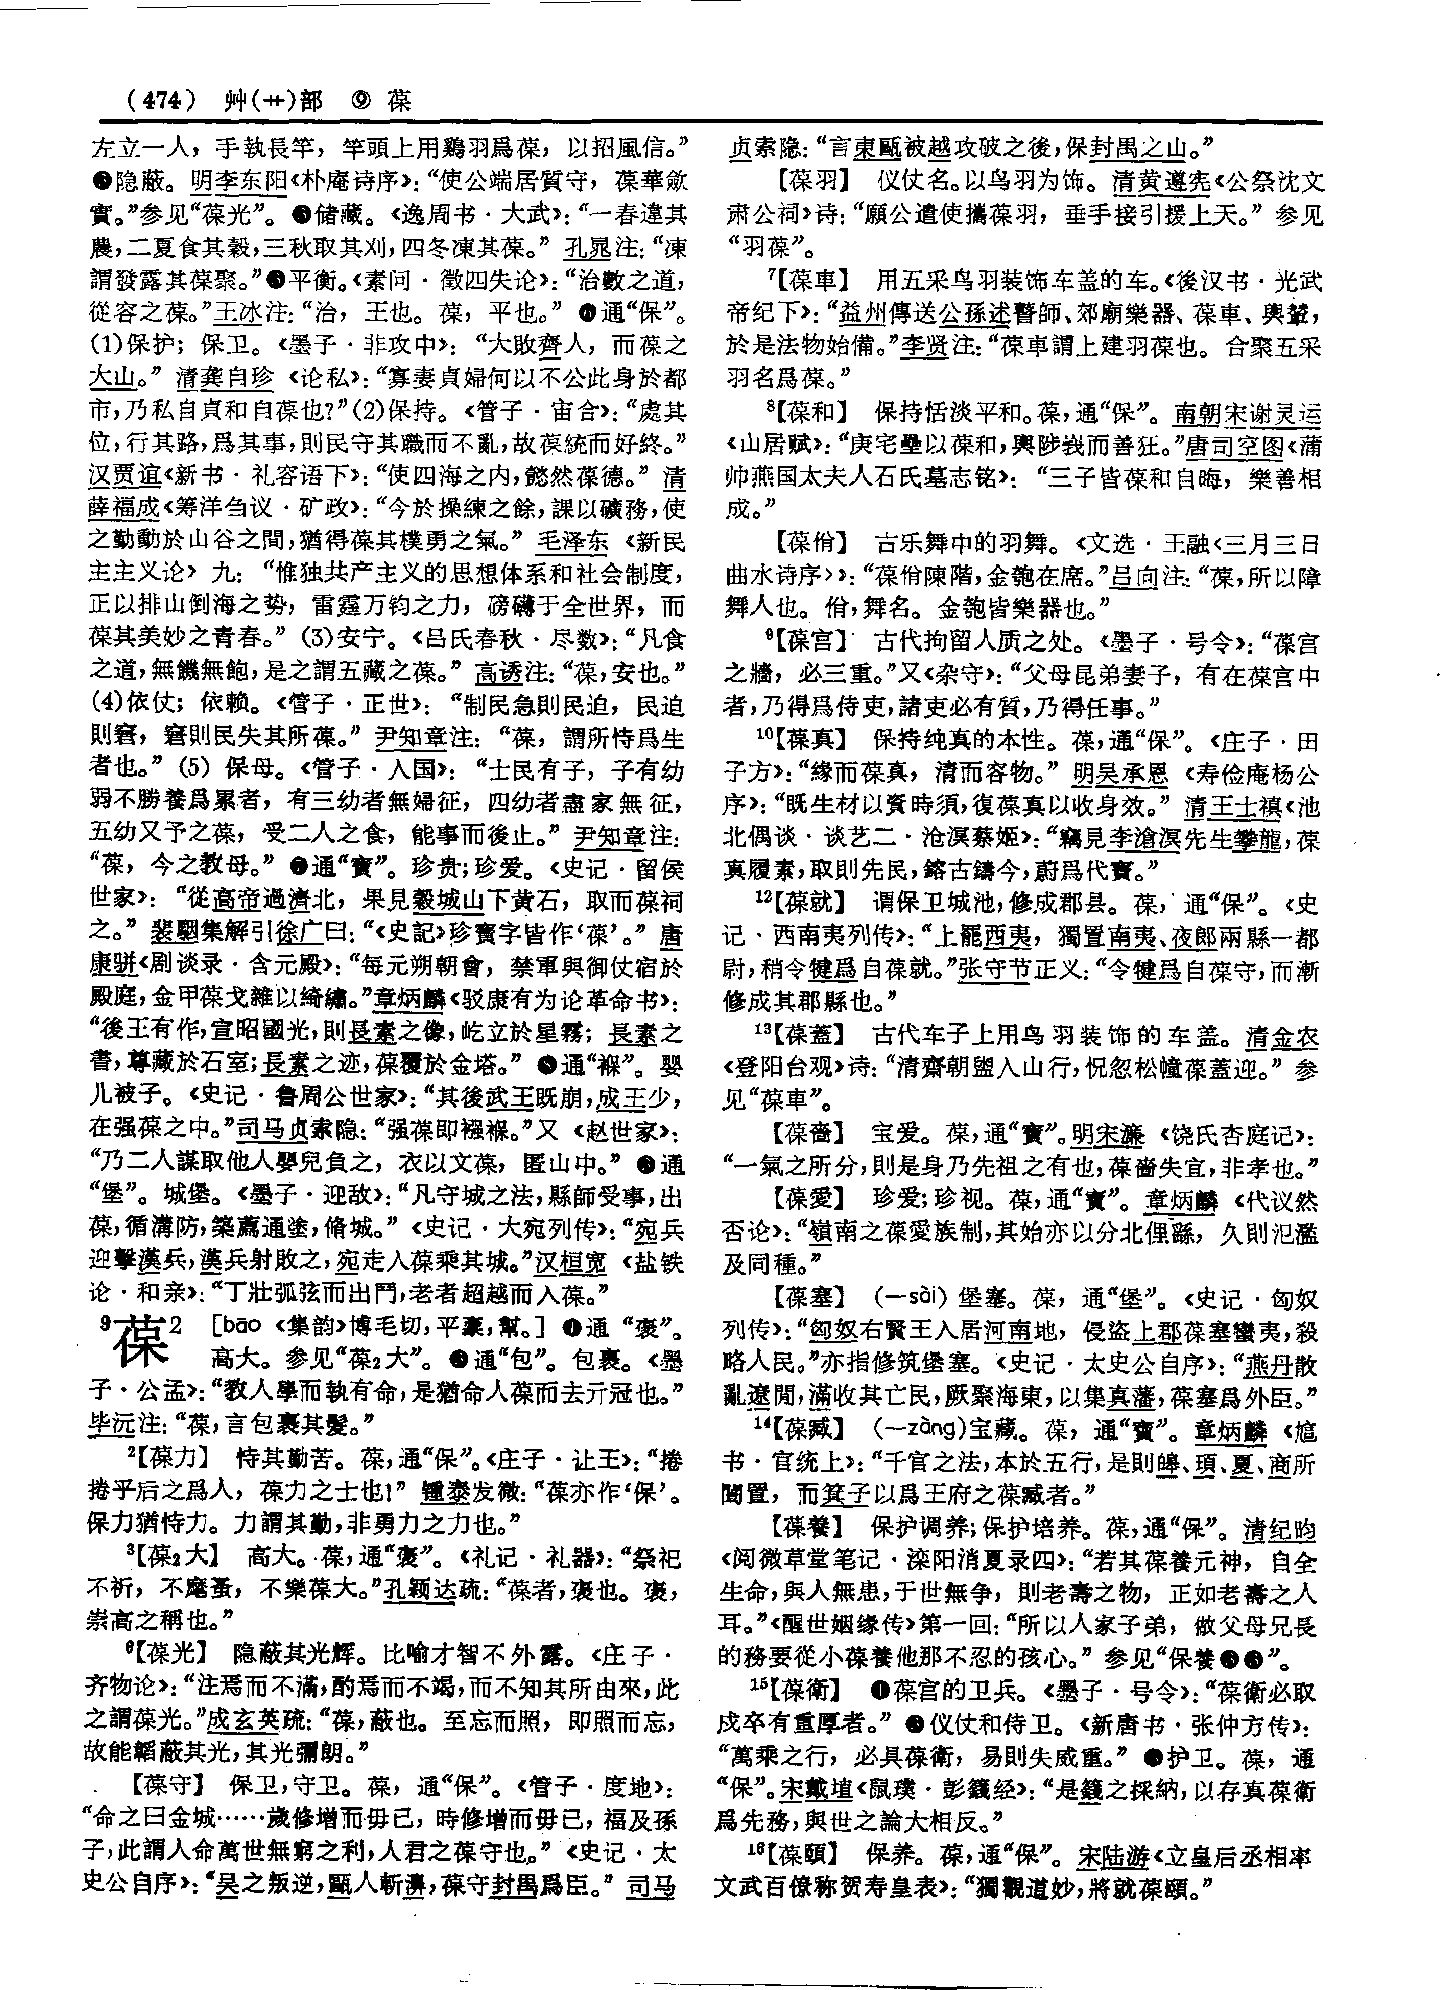 (474) 艸(艹)部 ⑨ 葆
左立一人，手執長竿，竿頭上用鷄羽爲葆，以招風信。”
隐蔽。明李东阳《朴庵诗序》：“使公端居質守，葆華斂
實。”参见“葆光”。储藏。《逸周书·大武》：“一春違其
農，二夏食其穀，三秋取其刈，四冬凍其葆。”孔晁注：“凍
謂發露其葆聚。”平衡。《素问·徵四失论》：“治數之道，
從容之葆。”王冰注：“治，王也。葆，平也。”通“保”。
(1)保护；保卫。《墨子·非攻中》：“大敗齊人，而葆之
大山。”清龚自珍《论私》：“寡妻貞婦何以不公此身於都
市，乃私自貞和自葆也？”(2)保持。《管子·宙合》：“處其
位，行其路，爲其事，則民守其職而不亂，故葆統而好終。”
汉贾谊《新书·礼容语下》：“使四海之内，懿然葆德。”清
薛福成《筹洋刍议·矿政》：“今於操練之餘，課以礦務，使
之勤動於山谷之間，猶得葆其樸勇之氣。”毛泽东《新民
主主义论》九：“惟独共产主义的思想体系和社会制度，
正以排山倒海之势，雷霆万钧之力，磅礴于全世界，而
葆其美妙之青春。”(3)安宁。《吕氏春秋·尽数》：“凡食
之道，無饑無飽，是之謂五藏之葆。”高诱注：“葆，安也。”
(4)依仗；依赖。《管子·正世》：“制民急則民迫，民迫
則窘，窘則民失其所葆。”尹知章注：“葆，謂所恃爲生
者也。”(5)保母。《管子·入国》：“士民有子，子有幼
弱不勝養爲累者，有三幼者無婦征，四幼者盡家無征，
五幼又予之葆，受二人之食，能事而後止。”尹知章注：
“葆，今之教母。”通“寶”。珍贵；珍爱。《史记·留侯
世家》：“從高帝過濟北，果見穀城山下黄石，取而葆祠
之。”裴駰集解引徐广曰：“《史記》珍寶字皆作‘葆’。”唐
康骈《剧谈录·含元殿》：“每元朔朝會，禁軍與御仗宿於
殿庭，金甲葆戈雜以綺繡。”章炳麟《驳康有为论革命书》：
“後王有作，宣昭國光，則長素之像，屹立於星霧；長素之
書，尊藏於石室；長素之迹，葆覆於金塔。”通“褓”。婴
儿被子。《史记·鲁周公世家》：“其後武王既崩，成王少，
在强葆之中。”司马贞索隐：“强葆即襁褓。”又《赵世家》：
“乃二人謀取他人嬰兒負之，衣以文葆，匿山中。”通
“堡”。城堡。《墨子·迎敌》：“凡守城之法，縣師受事，出
葆，循溝防，築薦通塗，脩城。”《史记·大宛列传》：“宛兵
迎擊漢兵，漢兵射敗之，宛走入葆乘其城。”汉桓宽《盐铁
论·和亲》：“丁壯弧弦而出鬥，老者超越而入葆。”
⁹葆² [bāo《集韵》博毛切，平豪，幫。]❶通“褒”。
高大。参见“葆₂大”。❷通“包”。包裹。《墨
子·公孟》：“教人學而執有命，是猶命人葆而去亓冠也。”
毕沅注：“葆，言包裹其髮。”
²【葆力】 恃其勤苦。葆，通“保”。《庄子·让王》：“捲
捲乎后之爲人，葆力之士也！”锺泰发微：“葆亦作‘保’。
保力猶恃力。力謂其勤，非勇力之力也。”
³【葆₂大】 高大。葆，通“褒”。《礼记·礼器》：“祭祀
不祈，不麾蚤，不樂葆大。”孔颖达疏：“葆者，褒也。褒，
崇高之稱也。”
⁶【葆光】 隐蔽其光辉。比喻才智不外露。《庄子·
齐物论》：“注焉而不滿，酌焉而不竭，而不知其所由來，此
之謂葆光。”成玄英疏：“葆，蔽也。至忘而照，即照而忘，
故能韜蔽其光，其光彌朗。”
【葆守】 保卫，守卫。葆，通“保”。《管子·度地》：
“命之曰金城……歲修增而毋已，時修增而毋已，福及孫
子，此謂人命萬世無窮之利，人君之葆守也。”《史记·太
史公自序》：“吴之叛逆，甌人斬濞，葆守封禺爲臣。”司马
贞索隐：“言東甌被越攻破之後，保封禺之山。”
【葆羽】 仪仗名。以鸟羽为饰。清黄遵宪《公祭沈文
肃公祠》诗：“願公遣使攜葆羽，垂手接引援上天。”参见
“羽葆”。
⁷【葆車】 用五采鸟羽装饰车盖的车。《後汉书·光武
帝纪下》：“益州傳送公孫述瞽師、郊廟樂器、葆車、輿輦，
於是法物始備。”李贤注：“葆車謂上建羽葆也。合聚五采
羽名爲葆。”
⁸【葆和】 保持恬淡平和。葆，通“保”。南朝宋谢灵运
《山居赋》：“庚宅壘以葆和，興陟峩而善狂。”唐司空图《蒲
帅燕国太夫人石氏墓志铭》：“三子皆葆和自晦，樂善相
成。”
【葆佾】 古乐舞中的羽舞。《文选·王融〈三月三日
曲水诗序〉》：“葆佾陳階，金匏在席。”吕向注：“葆，所以障
舞人也。佾，舞名。金匏皆樂器也。”
⁹【葆宫】 古代拘留人质之处。《墨子·号令》：“葆宫
之牆，必三重。”又《杂守》：“父母昆弟妻子，有在葆宫中
者，乃得爲侍吏，諸吏必有質，乃得任事。”
¹⁰【葆真】 保持纯真的本性。葆，通“保”。《庄子·田
子方》：“緣而葆真，清而容物。”明吴承恩《寿俭庵杨公
序》：“既生材以資時須，復葆真以收身效。”清王士禛《池
北偶谈·谈艺二·沧溟蔡姬》：“竊見李滄溟先生攀龍，葆
真履素，取則先民，鎔古鑄今，蔚爲代寶。”
¹²【葆就】 谓保卫城池，修成郡县。葆，通“保”。《史
记·西南夷列传》：“上罷西夷，獨置南夷、夜郎兩縣一都
尉，稍令犍爲自葆就。”张守节正义：“令犍爲自葆守，而漸
修成其郡縣也。”
¹³【葆蓋】 古代车子上用鸟羽装饰的车盖。清金农
《登阳台观》诗：“清齋朝盥入山行，怳忽松幢葆蓋迎。”参
见“葆車”。
【葆嗇】 宝爱。葆，通“寶”。明宋濂《饶氏杏庭记》：
“一氣之所分，則是身乃先祖之有也，葆嗇失宜，非孝也。”
【葆愛】 珍爱；珍视。葆，通“寶”。章炳麟《代议然
否论》：“嶺南之葆愛族制，其始亦以分北俚繇，久則汜濫
及同種。”
【葆塞】 (—sài)堡塞。葆，通“堡”。《史记·匈奴
列传》：“匈奴右賢王入居河南地，侵盗上郡葆塞蠻夷，殺
略人民。”亦指修筑堡塞。《史记·太史公自序》：“燕丹散
亂遼間，滿收其亡民，厥聚海東，以集真藩，葆塞爲外臣。”
¹⁴【葆臧】 (—zàng)宝藏。葆，通“寶”。章炳麟《訄
书·官统上》：“千官之法，本於五行，是則皞、頊、夏、商所
闓置，而箕子以爲王府之葆臧者。”
【葆養】 保护调养；保护培养。葆，通“保”。清纪昀
《阅微草堂笔记·滦阳消夏录四》：“若其葆養元神，自全
生命，與人無患，于世無争，則老壽之物，正如老壽之人
耳。”《醒世姻缘传》第一回：“所以人家子弟，做父母兄長
的務要從小葆養他那不忍的孩心。”参见“保養”。
¹⁵【葆衛】 ❶葆宫的卫兵。《墨子·号令》：“葆衛必取
戍卒有重厚者。”❷仪仗和侍卫。《新唐书·张仲方传》：
“萬乘之行，必具葆衛，易則失威重。”❸护卫。葆，通
“保”。宋戴埴《鼠璞·彭籛经》：“是籛之採納，以存真葆衛
爲先務，與世之論大相反。”
¹⁶【葆頤】 保养。葆，通“保”。宋陆游《立皇后丞相率
文武百僚称贺寿皇表》：“獨觀道妙，將就葆頤。”